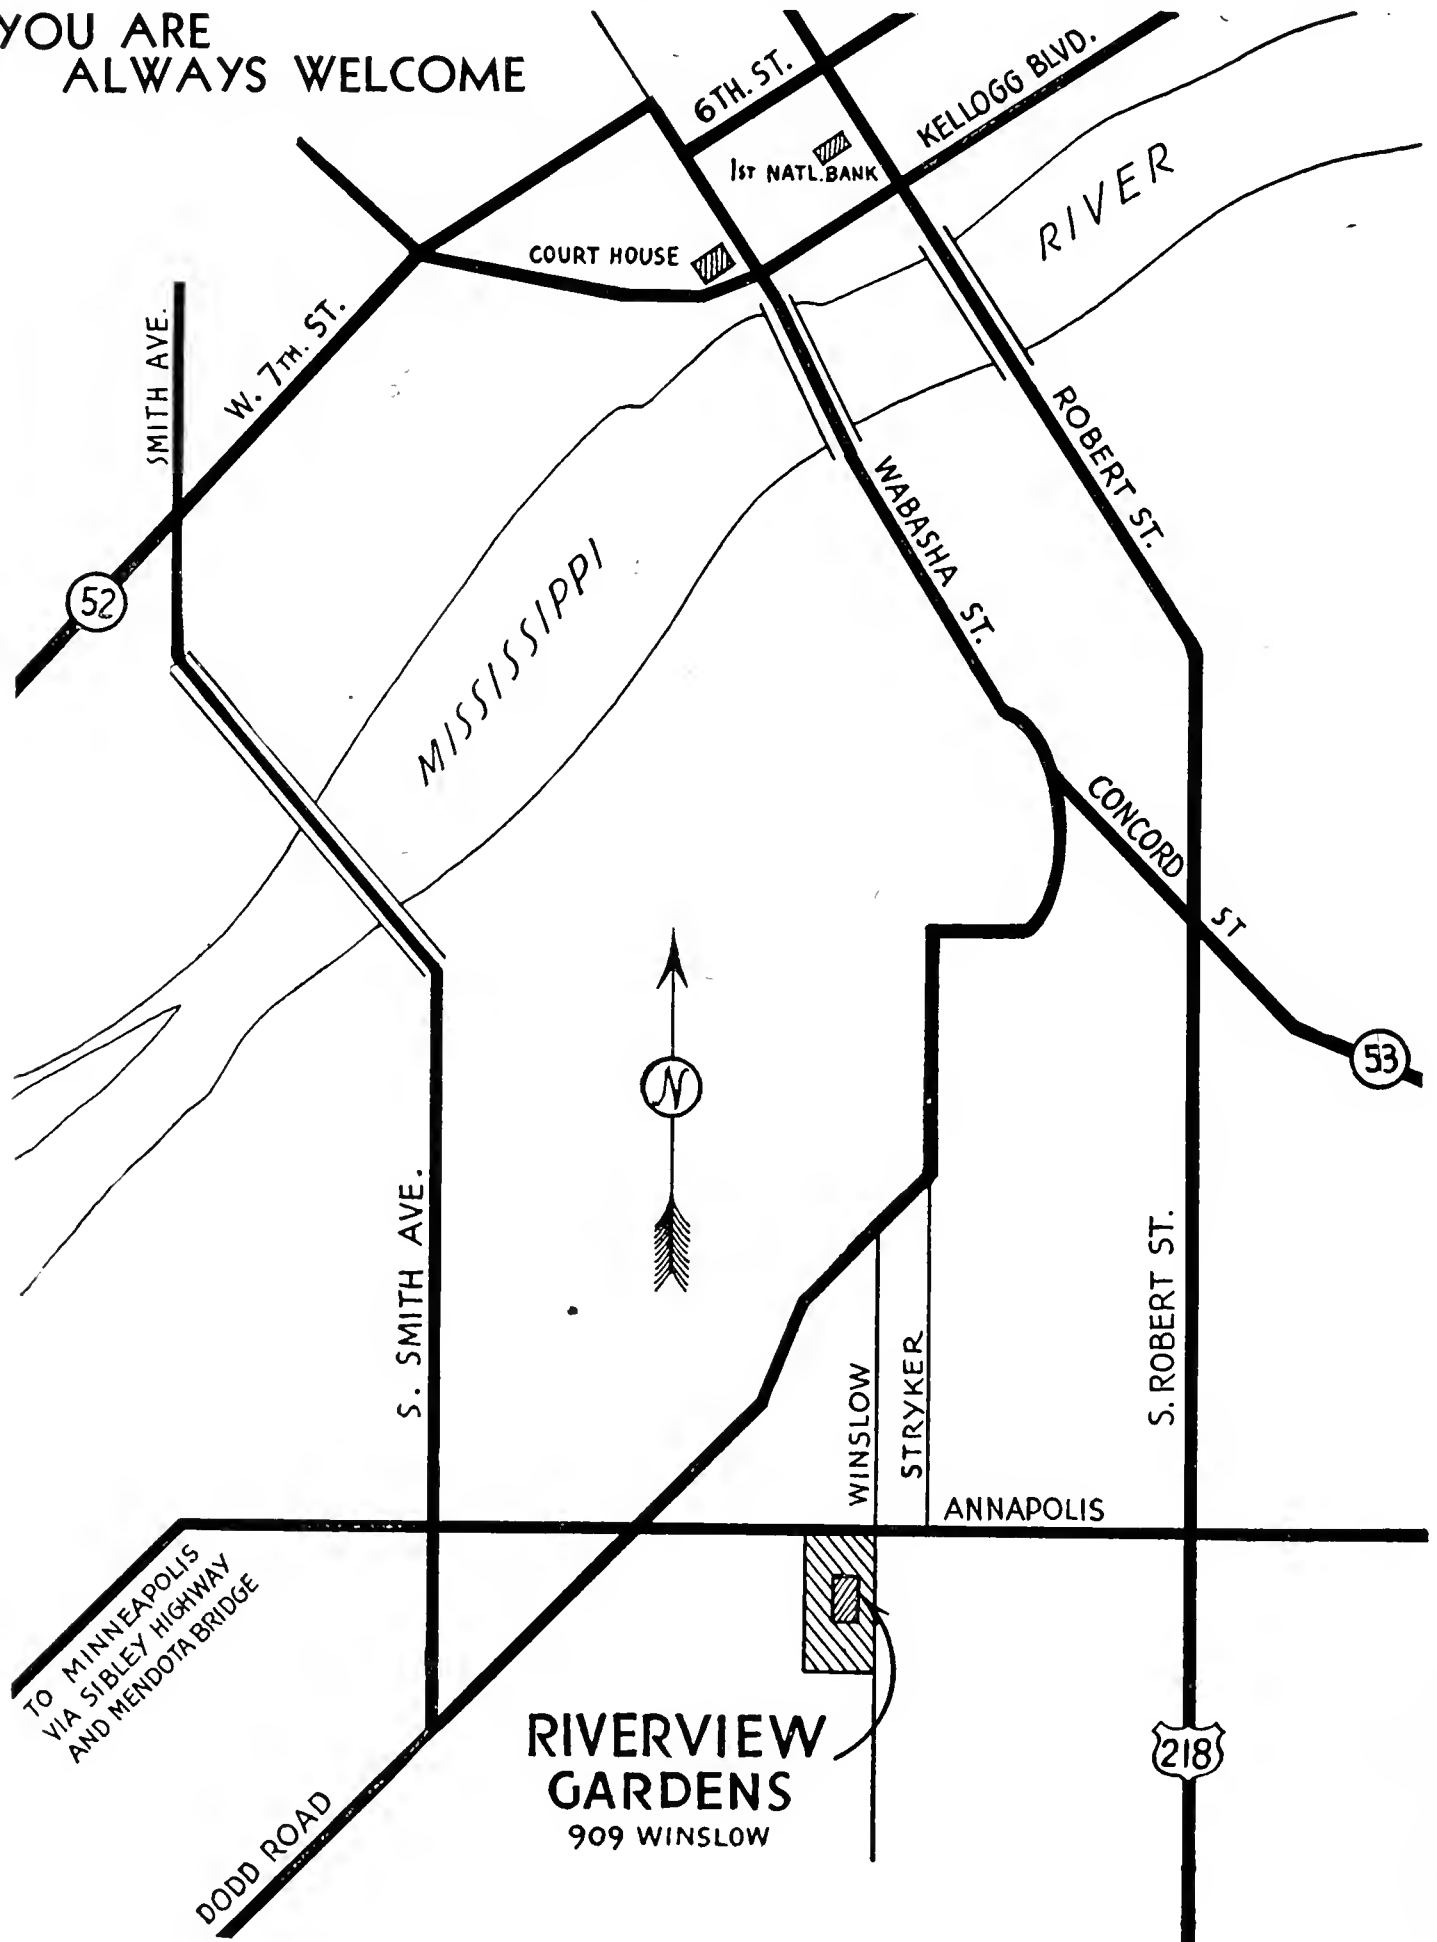 YOU ARE
ALWAYS WELCOME
6TH. ST.
KELLOGG BLVD.
1ST NATL. BANK
RIVER
COURT HOUSE
SMITH AVE.
W. 7TH. ST.
ROBERT ST.
WABASHA ST.
52
MISSISSIPPI
CONCORD ST
53
N
S. SMITH AVE.
S. ROBERT ST.
WINSLOW
STRYKER
ANNAPOLIS
TO MINNEAPOLIS
VIA SIBLEY HIGHWAY
AND MENDOTA BRIDGE
RIVERVIEW
GARDENS
909 WINSLOW
218
DODD ROAD